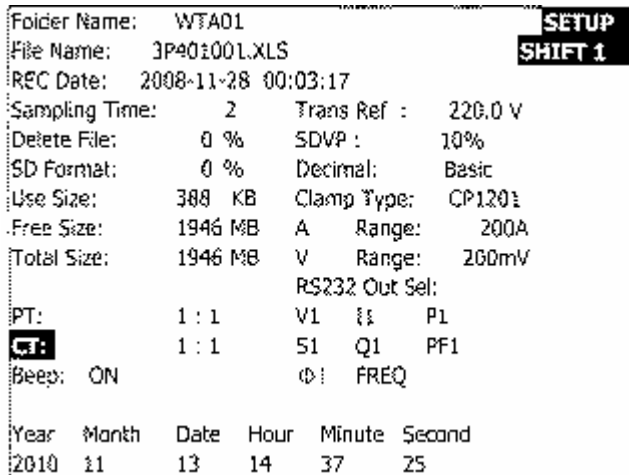 Folder Name: WTA01 SETUP
File Name: 3P401001.XLS SHIFT 1
REC Date: 2008-11-28 00:03:17
Sampling Time: 2 Trans Ref : 220.0 V
Delete File: 0 % SDVP : 10%
SD Format: 0 % Decimal: Basic
Use Size: 388 KB Clamp Type: CP1201
Free Size: 1946 MB A Range: 200A
Total Size: 1946 MB V Range: 200mV
RS232 Out Sel:
PT: 1 : 1 V1 I1 P1
CT: 1 : 1 S1 Q1 PF1
Beep: ON Φ1 FREQ
Year Month Date Hour Minute Second
2010 11 13 14 37 25